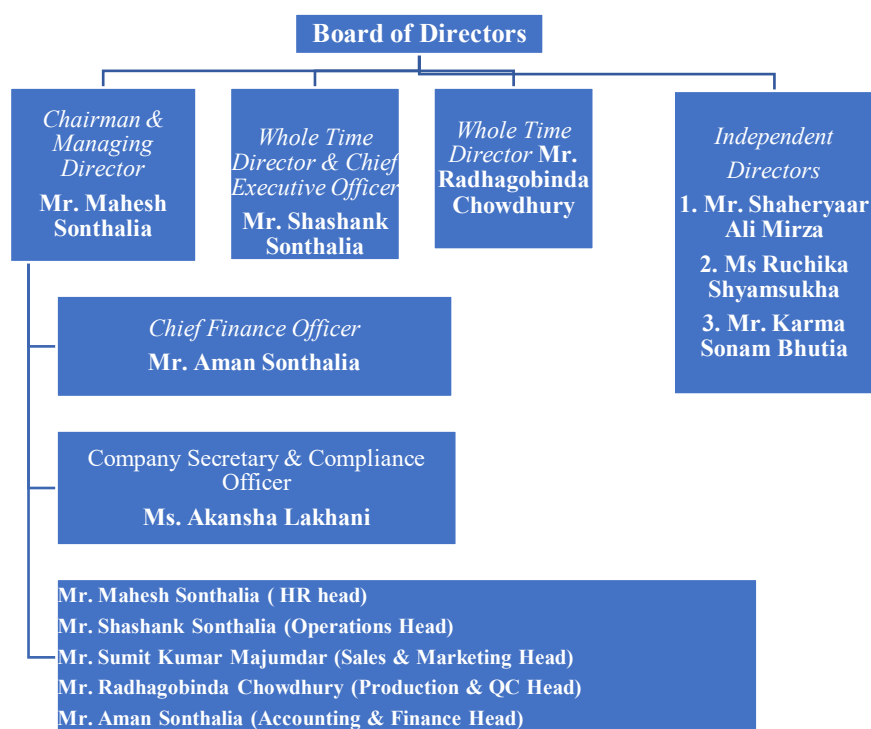 Board of Directors
Chairman &
Managing
Director
Mr. Mahesh
Sonthalia
Whole Time
Director & Chief
Executive Officer
Mr. Shashank
Sonthalia
Whole Time
Director Mr.
Radhagobinda
Chowdhury
Independent
Directors
1. Mr. Shaheryaar
Ali Mirza
2. Ms Ruchika
Shyamsukha
3. Mr. Karma
Sonam Bhutia
Chief Finance Officer
Mr. Aman Sonthalia
Company Secretary & Compliance
Officer
Ms. Akansha Lakhani
Mr. Mahesh Sonthalia ( HR head)
Mr. Shashank Sonthalia (Operations Head)
Mr. Sumit Kumar Majumdar (Sales & Marketing Head)
Mr. Radhagobinda Chowdhury (Production & QC Head)
Mr. Aman Sonthalia (Accounting & Finance Head)